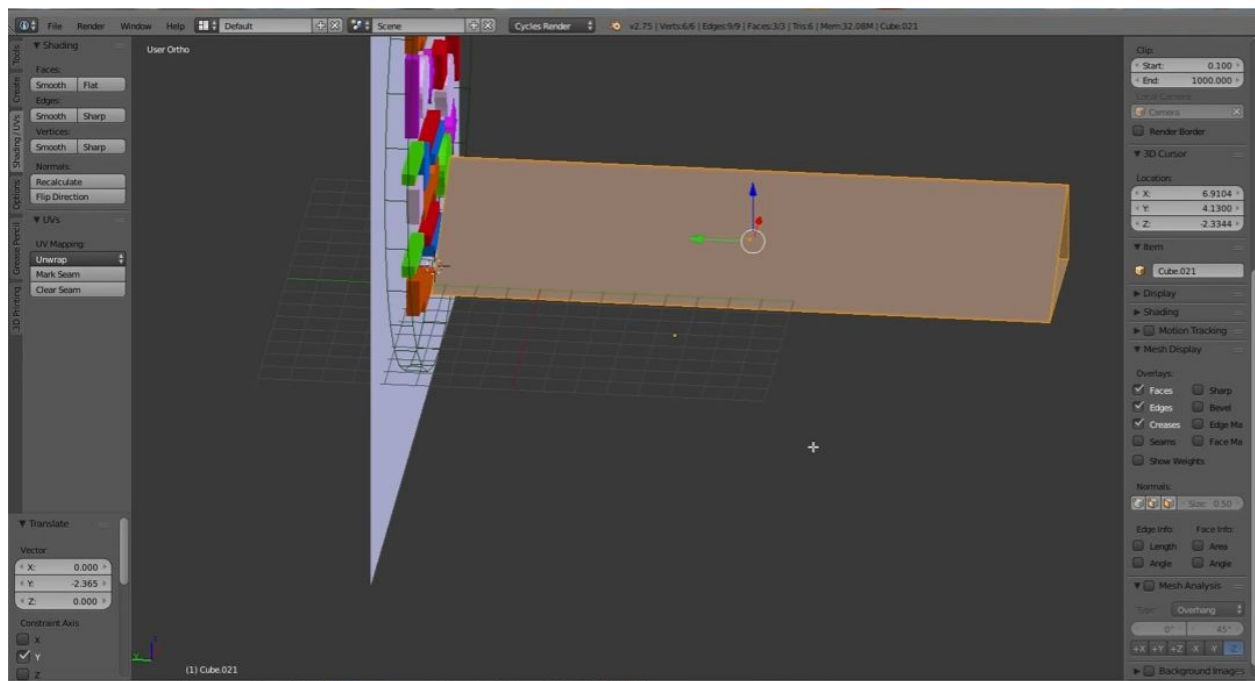 File Render Window Help Default Scene Cycles Render v2.75 | Verts:6/6 | Edges:9/9 | Faces:3/3 | Tris:6 | Mem:32.08M | Cube.021
User Ortho
Tools
Create
Shading / UVs
Options
Grease Pencil
3D Printing
Shading
Faces:
Smooth Flat
Edges:
Smooth Sharp
Vertices:
Smooth Sharp
Normals:
Recalculate
Flip Direction
UVs
UV Mapping:
Unwrap
Mark Seam
Clear Seam
Translate
Vector
X: 0.000
Y: -2.365
Z: 0.000
Constraint Axis
X
Y
Z
(1) Cube.021
Clip:
Start: 0.100
End: 1000.000
Local Camera:
Camera
Render Border
3D Cursor
Location:
X: 6.9104
Y: 4.1300
Z: -2.3344
Item
Cube.021
Display
Shading
Motion Tracking
Mesh Display
Overlays:
Faces Sharp
Edges Bevel
Creases Edge Ma
Seams Face Ma
Show Weights
Normals:
Size: 0.50
Edge Info: Face Info:
Length Area
Angle Angle
Mesh Analysis
Type: Overhang
0° 45°
+X +Y +Z -X -Y -Z
Background Images